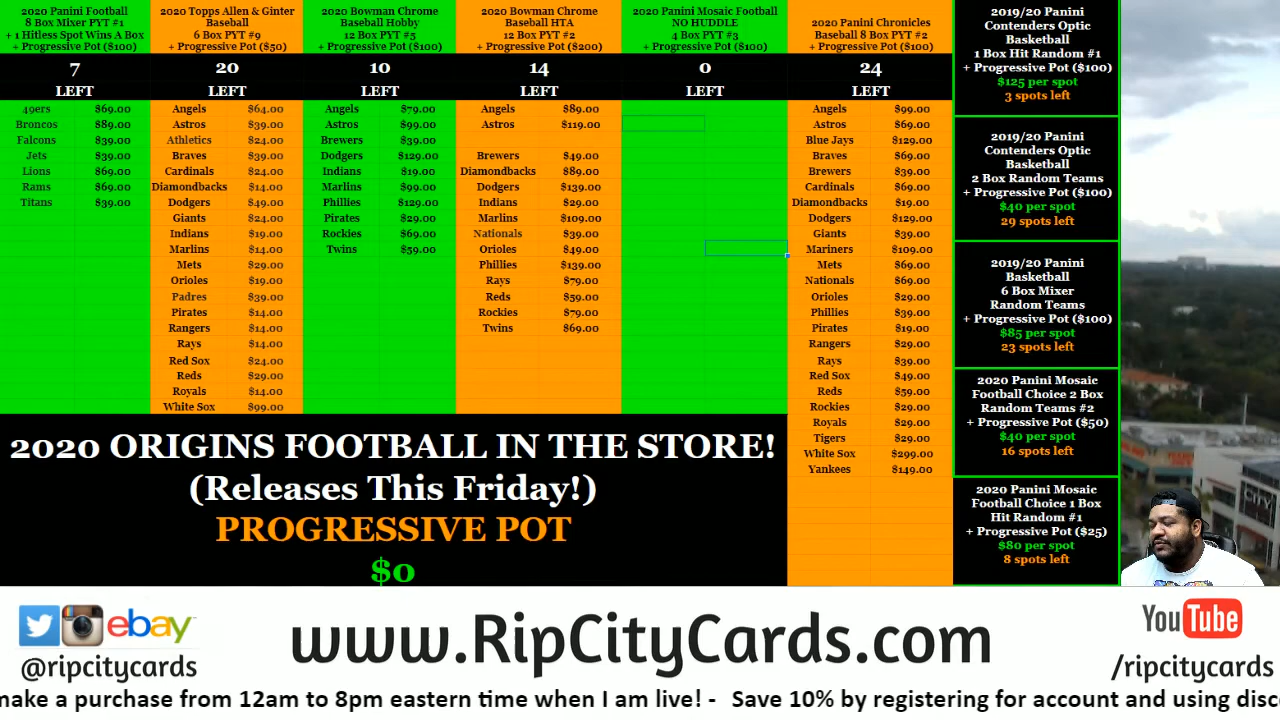 2020 Panini Football
8 Box Mixer PYT #1
+ 1 Hitless Spot Wins A Box
+ Progressive Pot ($100)
7
LEFT
49ers $69.00
Broncos $89.00
Falcons $39.00
Jets $39.00
Lions $69.00
Rams $69.00
Titans $39.00
2020 Topps Allen & Ginter
Baseball
6 Box PYT #9
+ Progressive Pot ($50)
20
LEFT
Angels $64.00
Astros $39.00
Athletics $24.00
Braves $39.00
Cardinals $24.00
Diamondbacks $14.00
Dodgers $49.00
Giants $24.00
Indians $19.00
Marlins $14.00
Mets $29.00
Orioles $19.00
Padres $39.00
Pirates $14.00
Rangers $14.00
Rays $14.00
Red Sox $24.00
Reds $29.00
Royals $14.00
White Sox $99.00
2020 Bowman Chrome
Baseball Hobby
12 Box PYT #5
+ Progressive Pot ($100)
10
LEFT
Angels $79.00
Astros $99.00
Brewers $39.00
Dodgers $129.00
Indians $19.00
Marlins $99.00
Phillies $129.00
Pirates $29.00
Rockies $69.00
Twins $59.00
2020 Bowman Chrome
Baseball HTA
12 Box PYT #2
+ Progressive Pot ($200)
14
LEFT
Angels $89.00
Astros $119.00
Brewers $49.00
Diamondbacks $89.00
Dodgers $139.00
Indians $29.00
Marlins $109.00
Nationals $39.00
Orioles $49.00
Phillies $139.00
Rays $79.00
Reds $59.00
Rockies $79.00
Twins $69.00
2020 Panini Mosaic Football
NO HUDDLE
4 Box PYT #3
+ Progressive Pot ($100)
0
LEFT
2020 Panini Chronicles
Baseball 8 Box PYT #2
+ Progressive Pot ($100)
24
LEFT
Angels $99.00
Astros $69.00
Blue Jays $129.00
Braves $69.00
Brewers $39.00
Cardinals $69.00
Diamondbacks $19.00
Dodgers $129.00
Giants $39.00
Mariners $109.00
Mets $69.00
Nationals $69.00
Orioles $29.00
Phillies $39.00
Pirates $19.00
Rangers $29.00
Rays $39.00
Red Sox $49.00
Reds $59.00
Rockies $29.00
Royals $29.00
Tigers $29.00
White Sox $299.00
Yankees $149.00
2019/20 Panini
Contenders Optic
Basketball
1 Box Hit Random #1
+ Progressive Pot ($100)
$125 per spot
3 spots left
2019/20 Panini
Contenders Optic
Basketball
2 Box Random Teams
+ Progressive Pot ($100)
$40 per spot
29 spots left
2019/20 Panini
Basketball
6 Box Mixer
Random Teams
+ Progressive Pot ($100)
$85 per spot
23 spots left
2020 Panini Mosaic
Football Choice 2 Box
Random Teams #2
+ Progressive Pot ($50)
$40 per spot
16 spots left
2020 Panini Mosaic
Football Choice 1 Box
Hit Random #1
+ Progressive Pot ($25)
$80 per spot
8 spots left
2020 ORIGINS FOOTBALL IN THE STORE!
(Releases This Friday!)
PROGRESSIVE POT
$0
ebay
@ripcitycards
www.RipCityCards.com
YouTube
/ripcitycards
make a purchase from 12am to 8pm eastern time when I am live! - Save 10% by registering for account and using disc